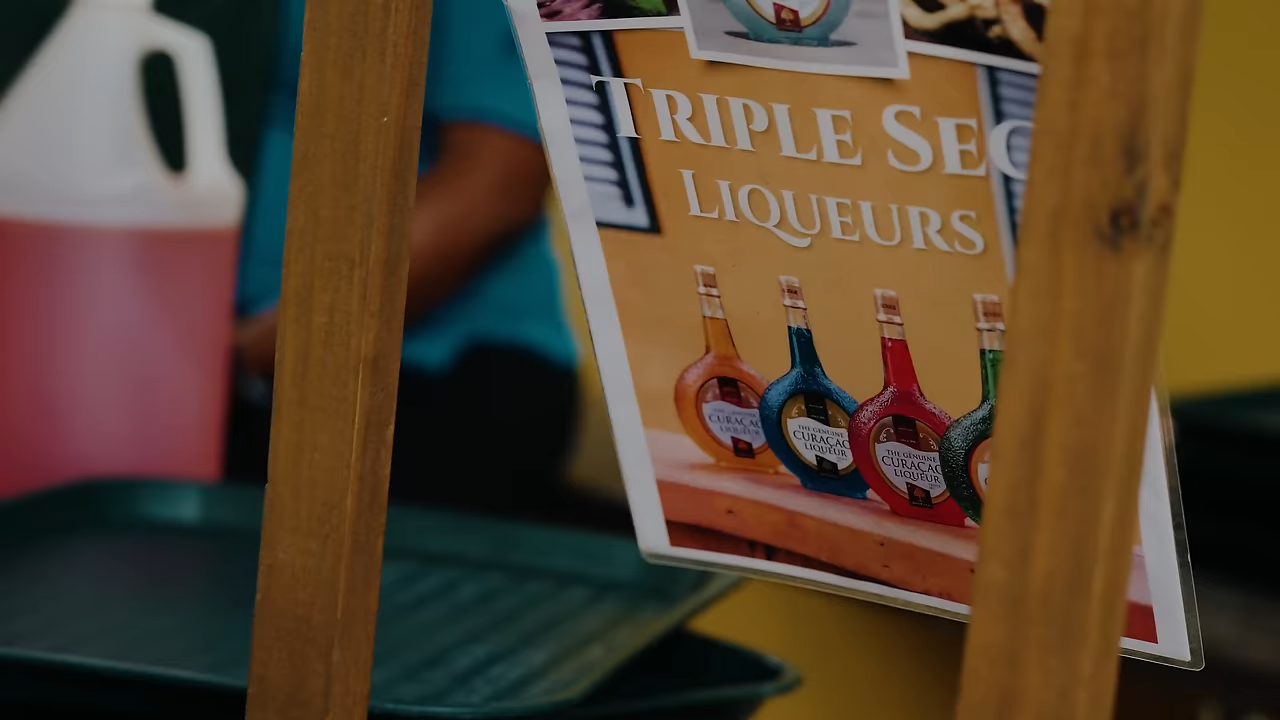 TRIPLE SEC
LIQUEURS
CURAÇAO
LIQUEUR
THE GENUINE
CURAÇAO
LIQUEUR
THE GENUINE
CURAÇAO
LIQUEUR